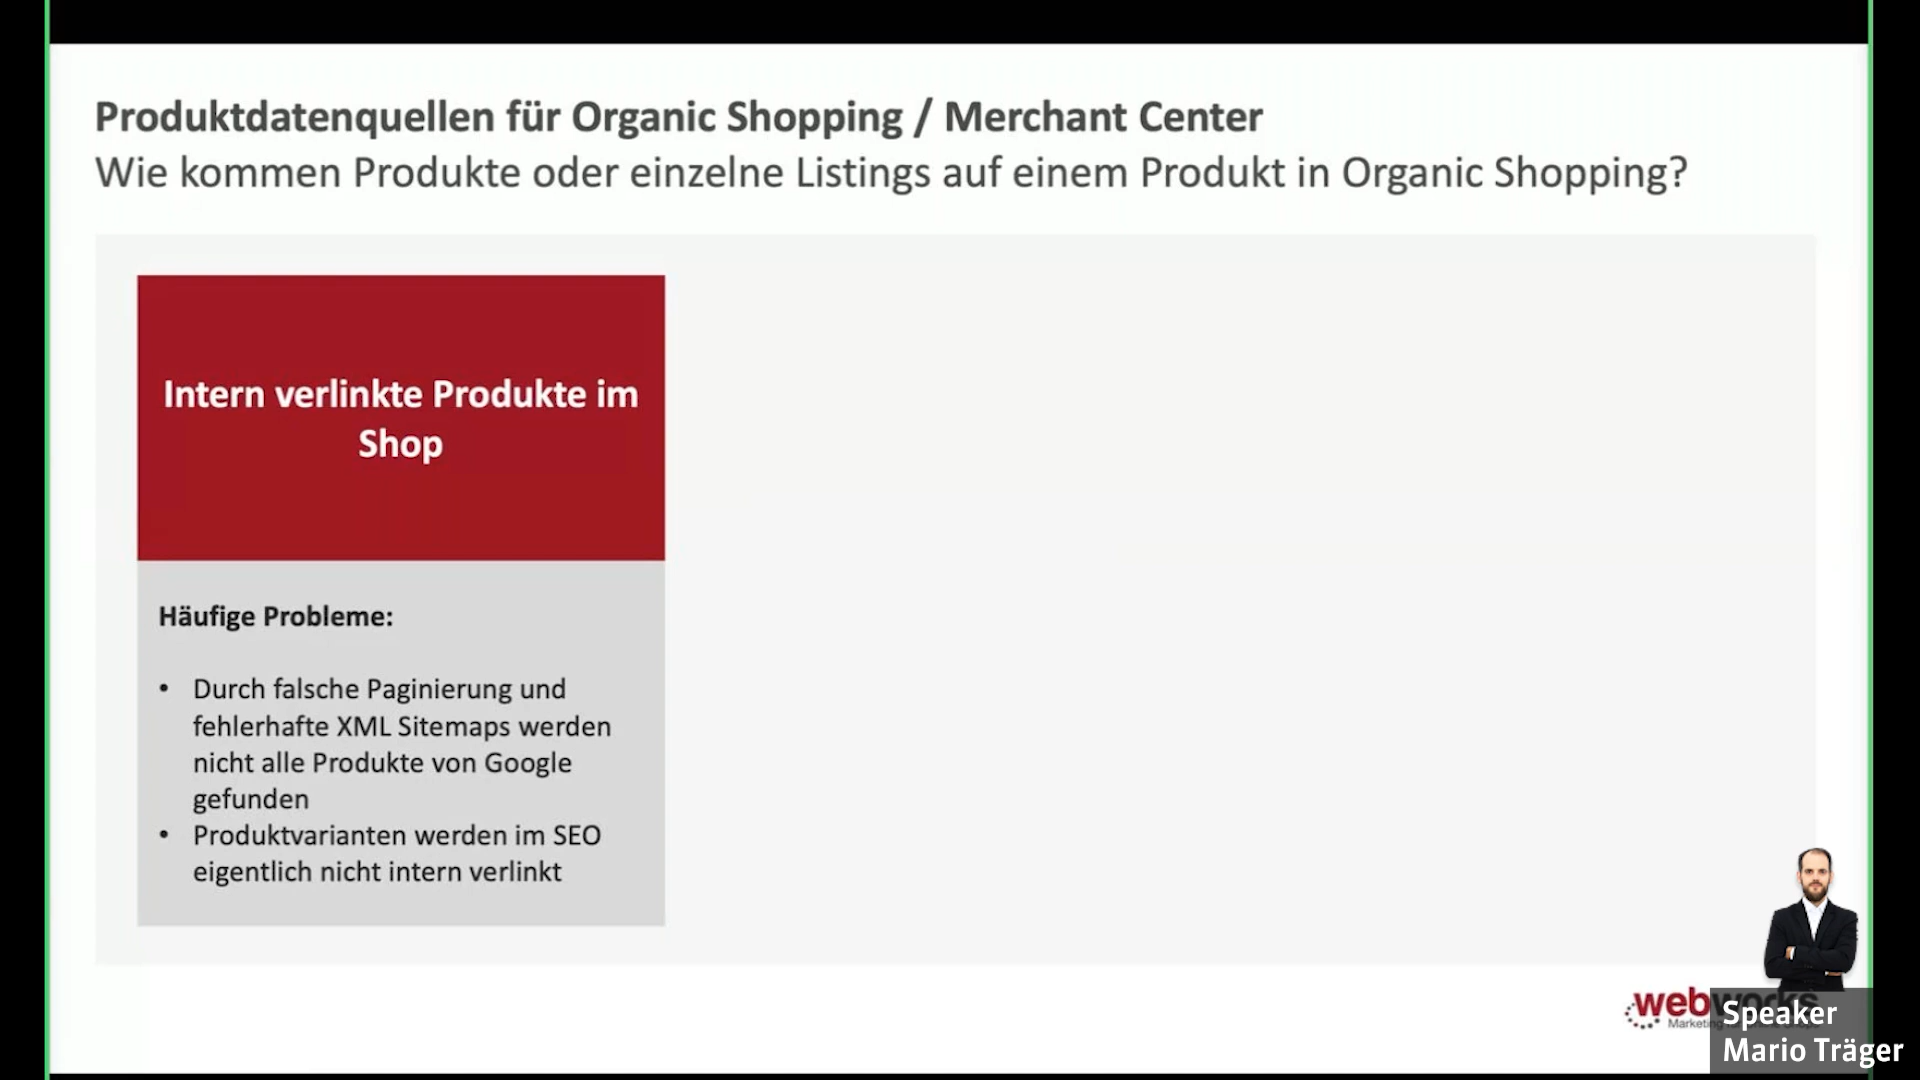 Produktdatenquellen für Organic Shopping / Merchant Center
Wie kommen Produkte oder einzelne Listings auf einem Produkt in Organic Shopping?
Intern verlinkte Produkte im
Shop
Häufige Probleme:
• Durch falsche Paginierung und
fehlerhafte XML Sitemaps werden
nicht alle Produkte von Google
gefunden
• Produktvarianten werden im SEO
eigentlich nicht intern verlinkt
webworks
Marketing
Speaker
Mario Träger